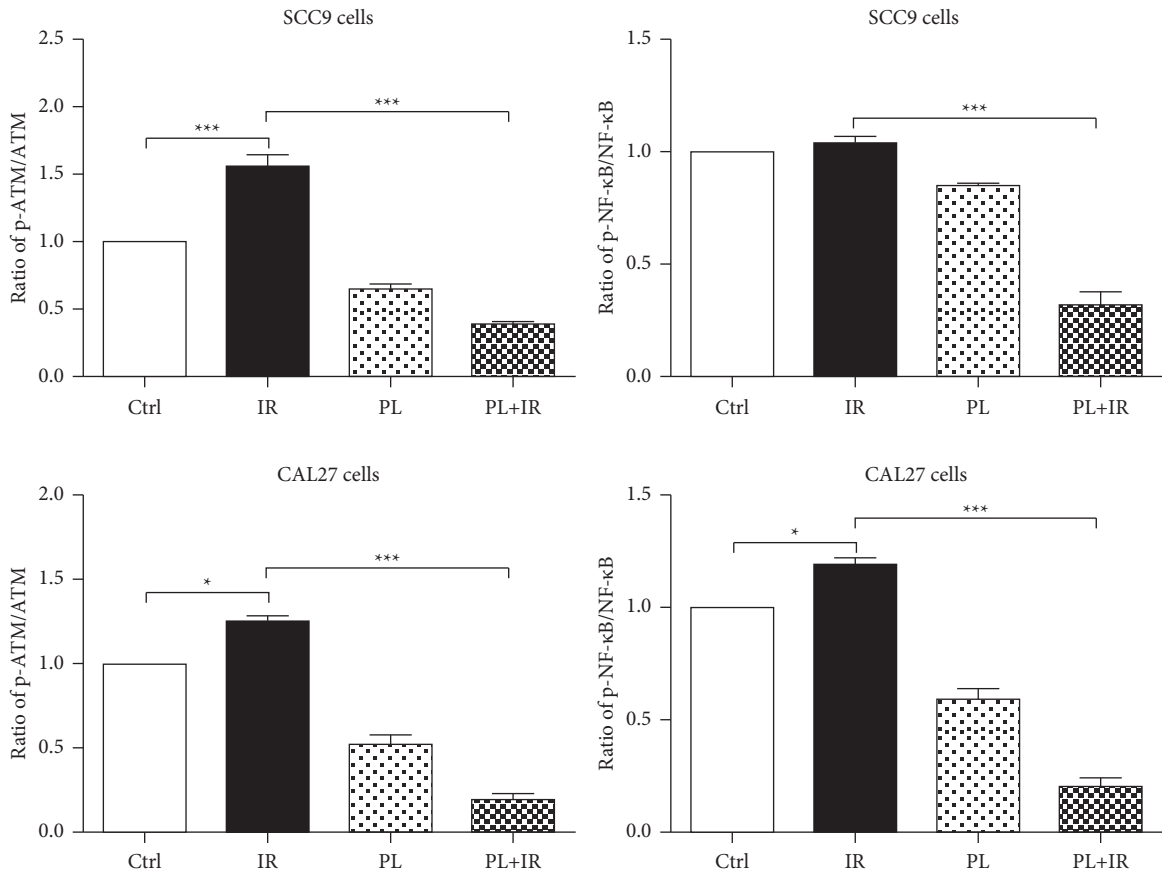 SCC9 cells
Ratio of p-ATM/ATM
2.5
2.0
1.5
1.0
0.5
0.0
***
***
Ctrl IR PL PL+IR
SCC9 cells
Ratio of p-NF-κB/NF-κB
1.5
1.0
0.5
0.0
***
Ctrl IR PL PL+IR
CAL27 cells
Ratio of p-ATM/ATM
2.0
1.5
1.0
0.5
0.0
*
***
Ctrl IR PL PL+IR
CAL27 cells
Ratio of p-NF-κB/NF-κB
1.5
1.0
0.5
0.0
*
***
Ctrl IR PL PL+IR